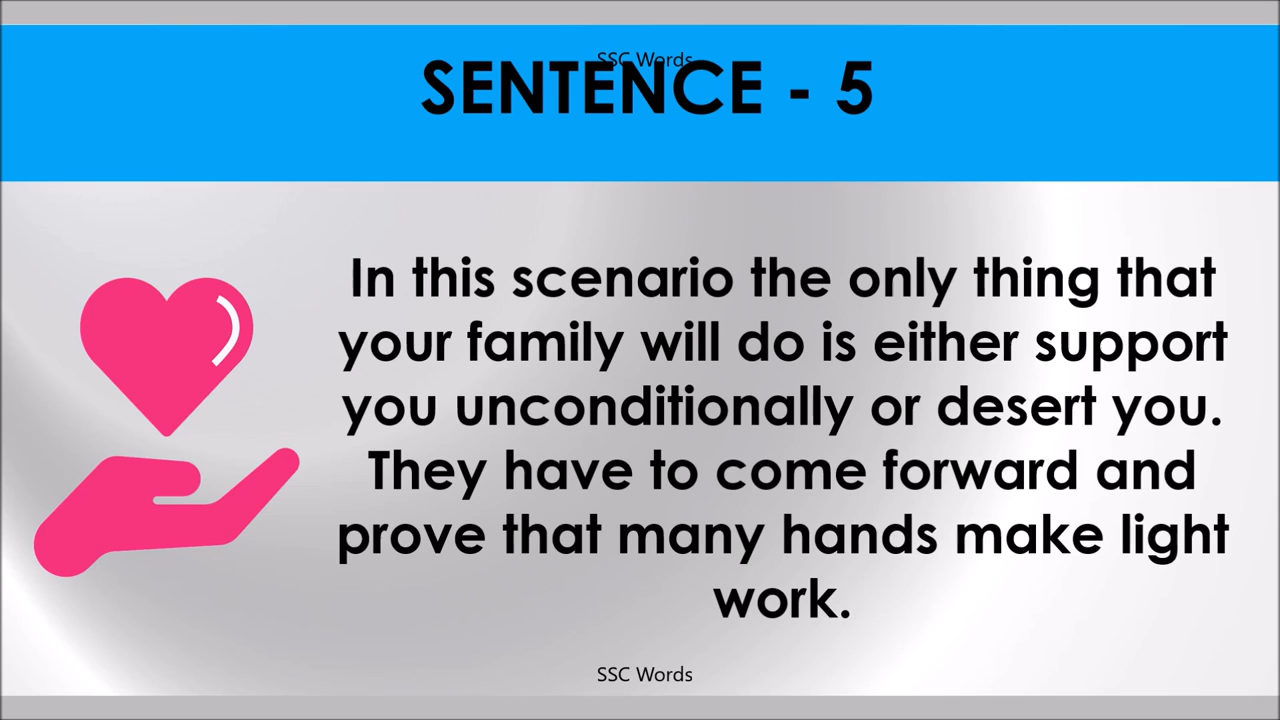 SSC Words
SENTENCE - 5
In this scenario the only thing that
your family will do is either support
you unconditionally or desert you.
They have to come forward and
prove that many hands make light
work.
SSC Words